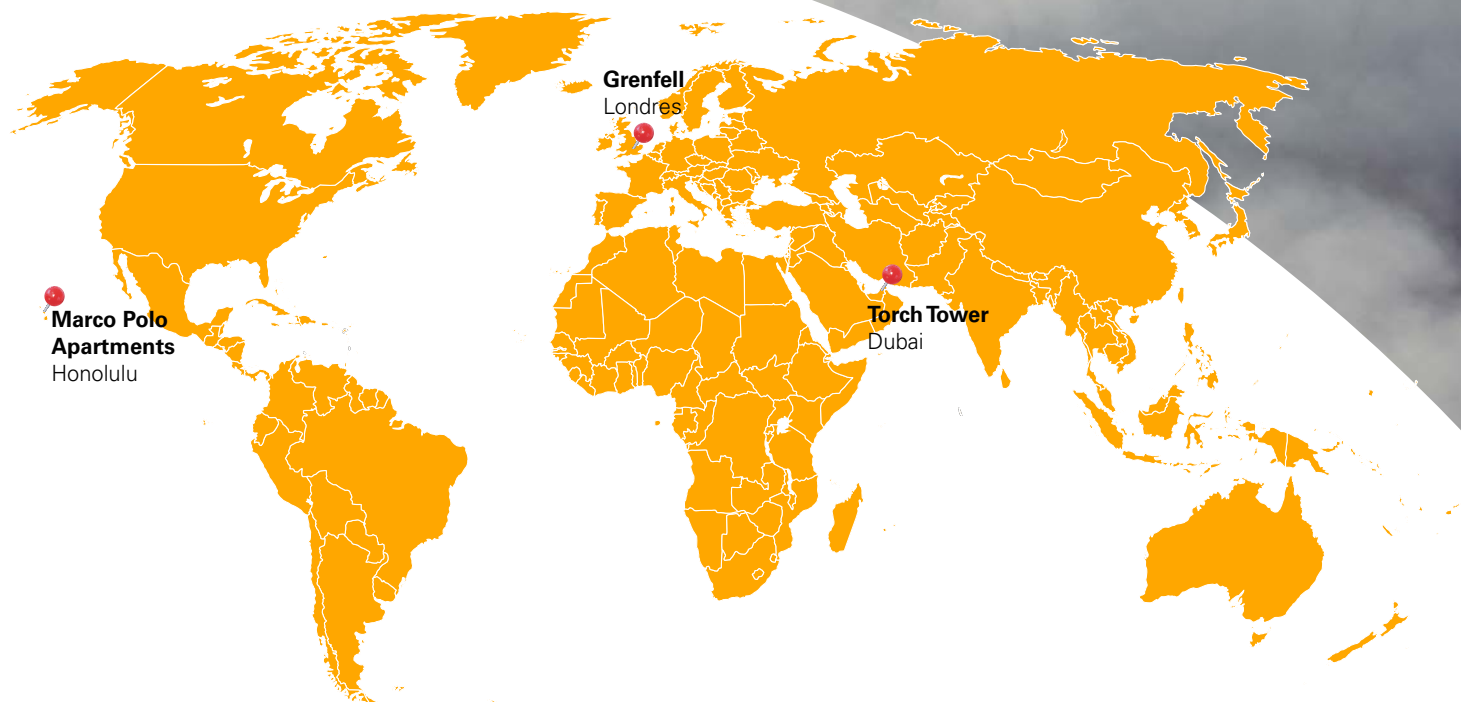 Grenfell
Londres
Marco Polo
Apartments
Honolulu
Torch Tower
Dubai